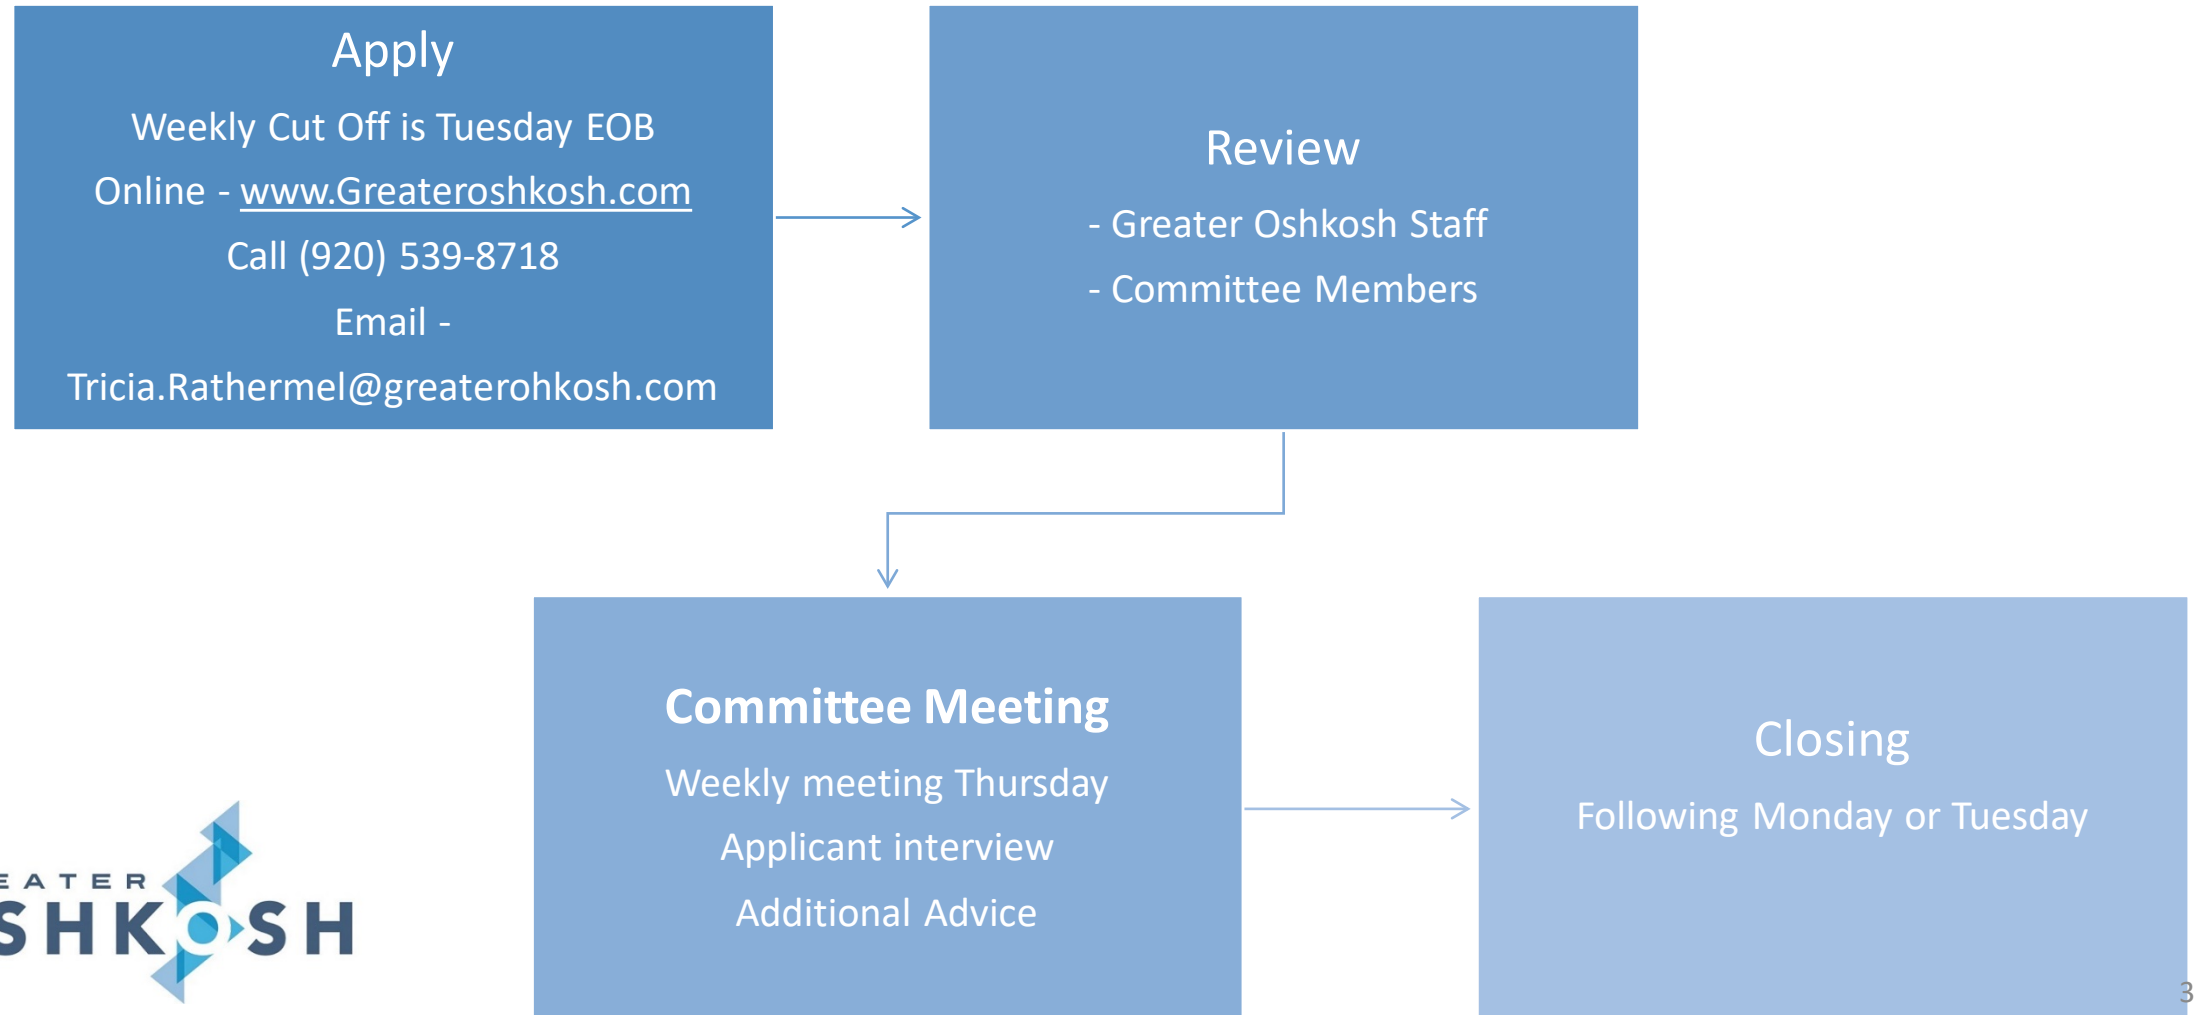 Apply
Weekly Cut Off is Tuesday EOB
Online - www.Greateroshkosh.com
Call (920) 539-8718
Email -
Tricia.Rathermel@greaterohkosh.com
Review
- Greater Oshkosh Staff
- Committee Members
Committee Meeting
Weekly meeting Thursday
Applicant interview
Additional Advice
Closing
Following Monday or Tuesday
EATER
SHKOSH
3